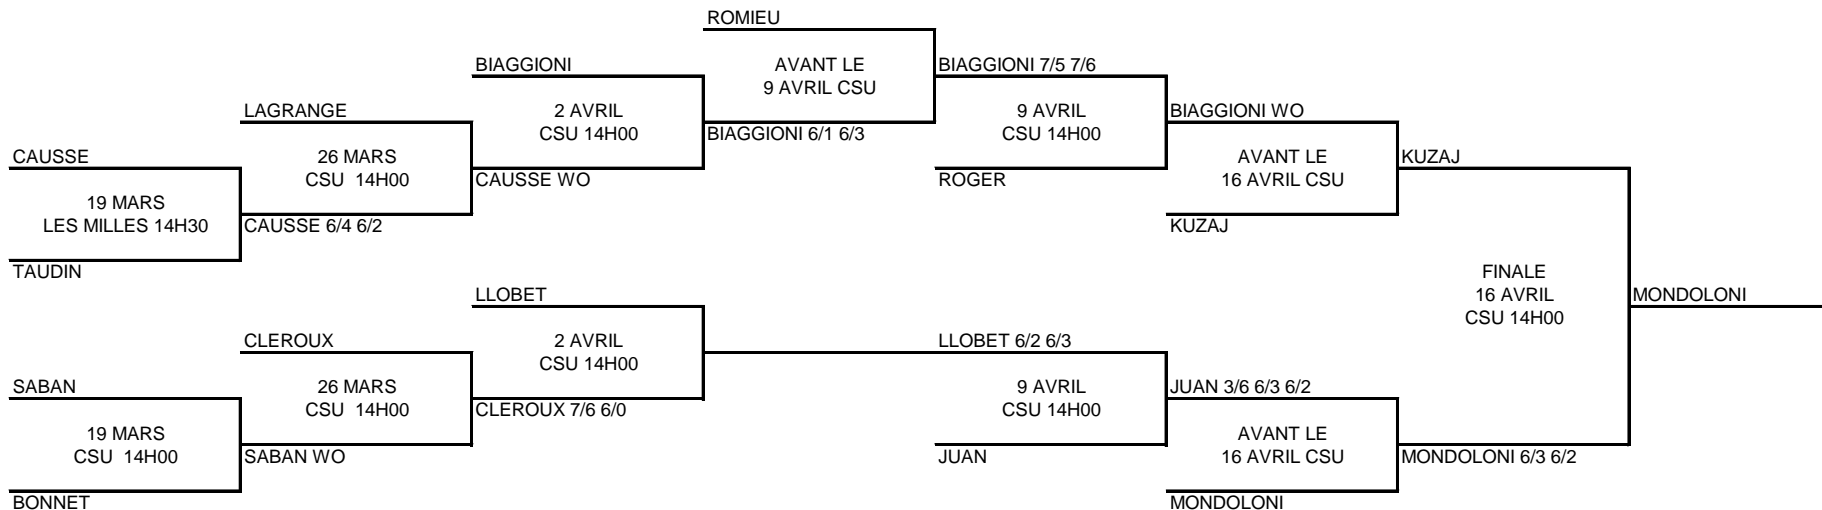 ROMIEU
BIAGGIONI
AVANT LE
9 AVRIL CSU
BIAGGIONI 7/5 7/6
LAGRANGE
2 AVRIL
CSU 14H00
BIAGGIONI 6/1 6/3
9 AVRIL
CSU 14H00
BIAGGIONI WO
CAUSSE
26 MARS
CSU  14H00
CAUSSE WO
ROGER
AVANT LE
16 AVRIL CSU
KUZAJ
19 MARS
LES MILLES 14H30
CAUSSE 6/4 6/2
KUZAJ
TAUDIN
FINALE
16 AVRIL
CSU 14H00
MONDOLONI
LLOBET
CLEROUX
2 AVRIL
CSU 14H00
LLOBET 6/2 6/3
SABAN
26 MARS
CSU  14H00
CLEROUX 7/6 6/0
9 AVRIL
CSU 14H00
JUAN 3/6 6/3 6/2
19 MARS
CSU  14H00
SABAN WO
JUAN
AVANT LE
16 AVRIL CSU
MONDOLONI 6/3 6/2
BONNET
MONDOLONI